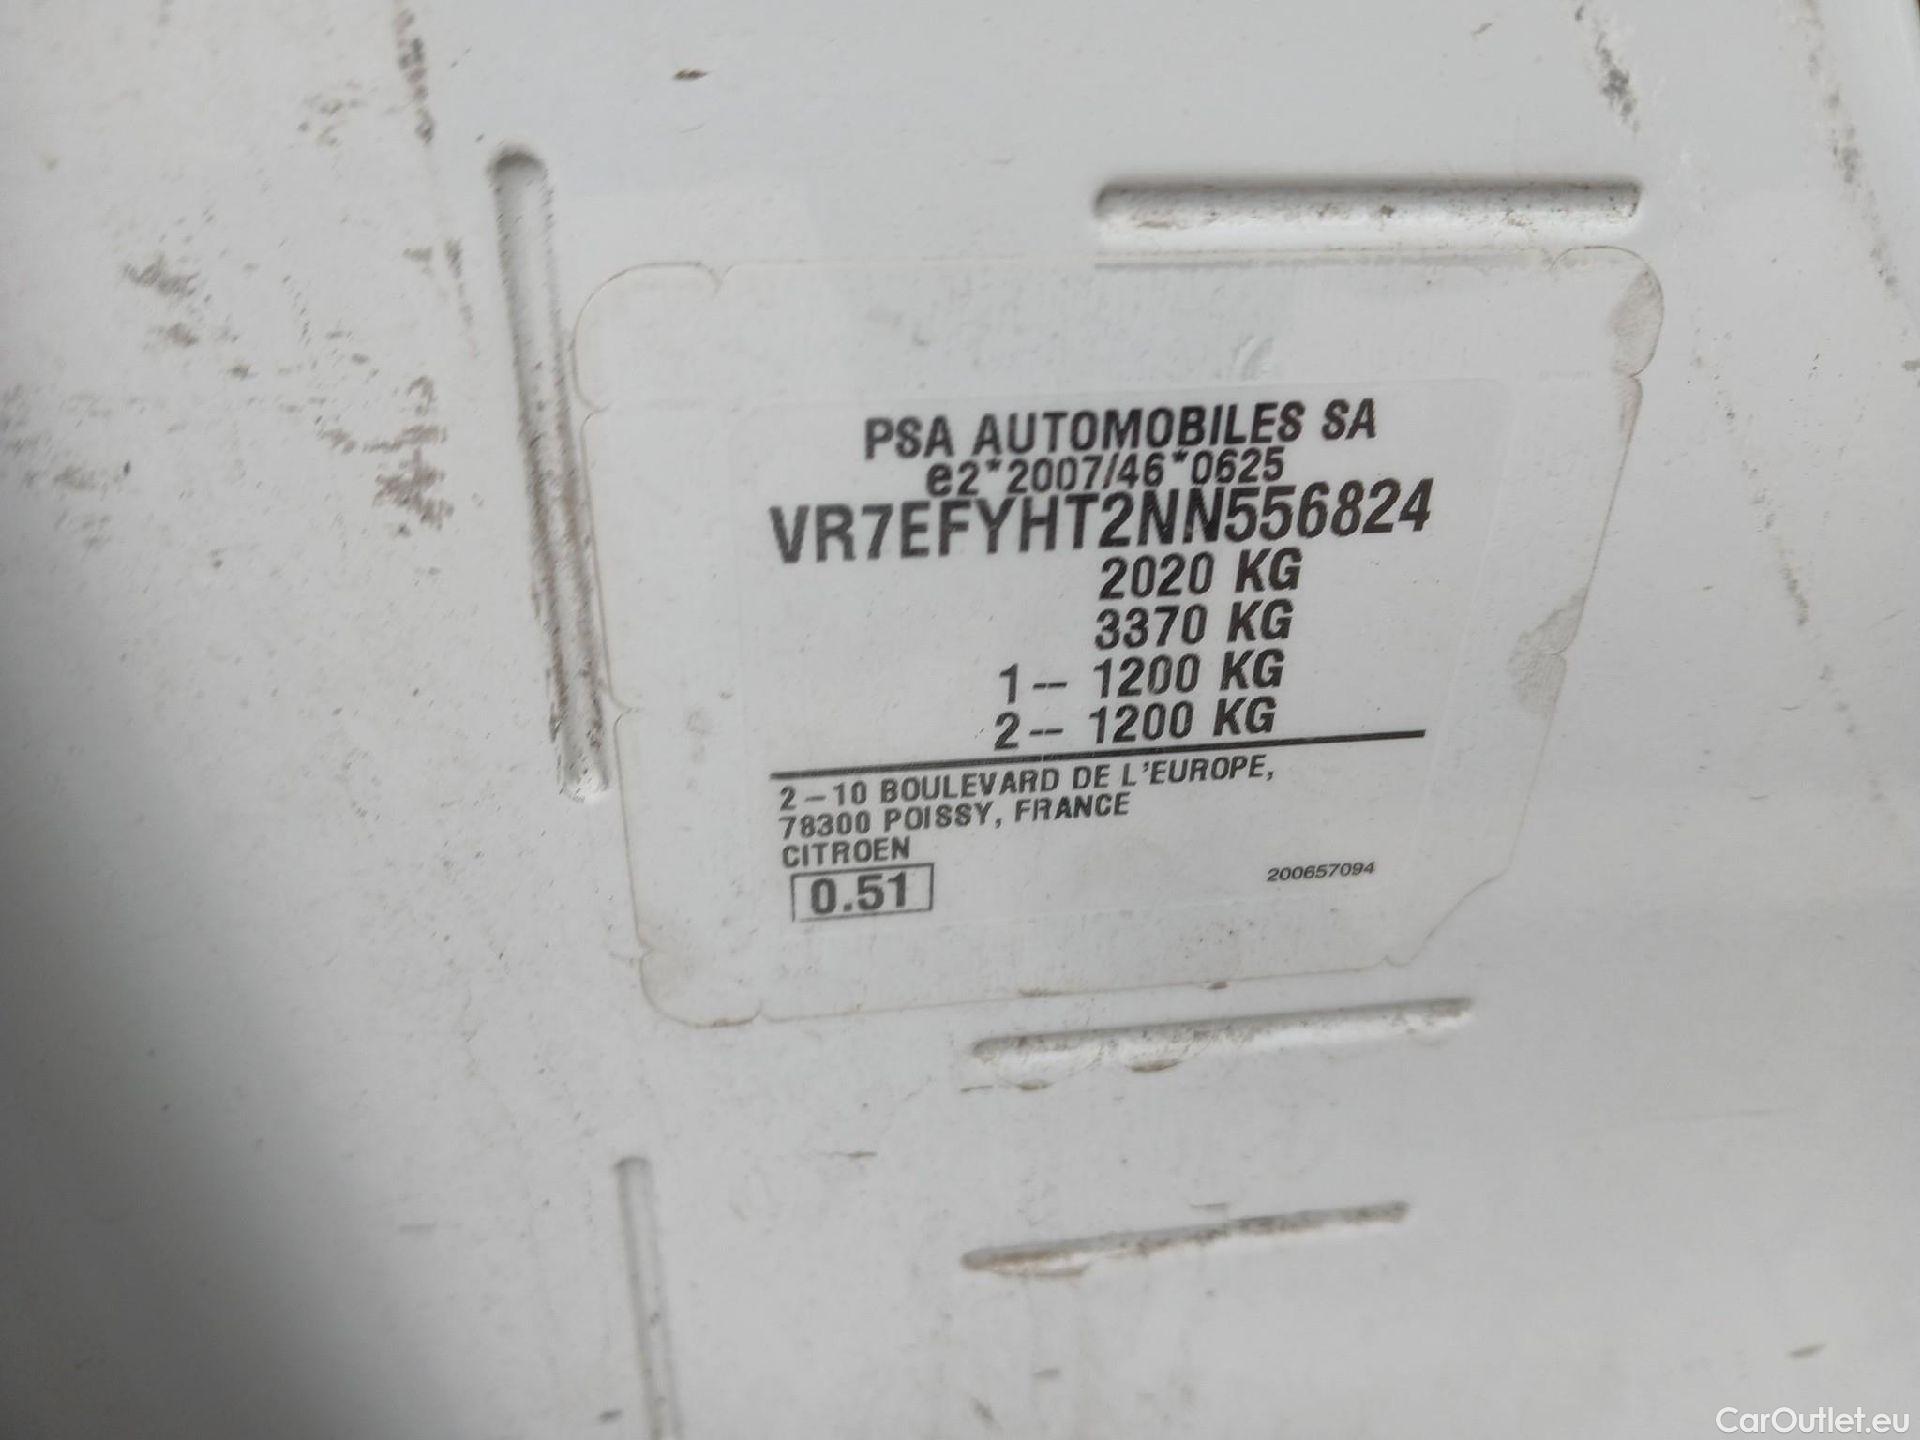 PSA AUTOMOBILES SA
e2*2007/46*0625
VR7EFYHT2NN556824
2020 KG
3370 KG
1-- 1200 KG
2-- 1200 KG
2-10 BOULEVARD DE L'EUROPE,
78300 POISSY, FRANCE
CITROEN
0.51
200657094
CarOutlet.eu